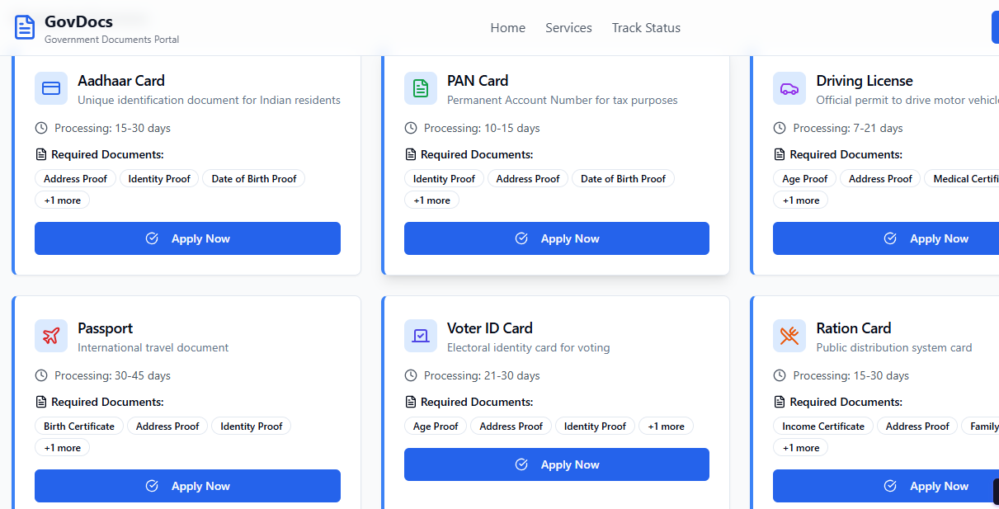 GovDocs
Government Documents Portal
Home Services Track Status
Aadhaar Card
Unique identification document for Indian residents
Processing: 15-30 days
Required Documents:
Address Proof Identity Proof Date of Birth Proof
+1 more
Apply Now
PAN Card
Permanent Account Number for tax purposes
Processing: 10-15 days
Required Documents:
Identity Proof Address Proof Date of Birth Proof
+1 more
Apply Now
Driving License
Official permit to drive motor
Processing: 7-21 days
Required Documents:
Age Proof Address Proof Medical
+1 more
Apply Now
Passport
International travel document
Processing: 30-45 days
Required Documents:
Birth Certificate Address Proof Identity Proof
+1 more
Apply Now
Voter ID Card
Electoral identity card for voting
Processing: 21-30 days
Required Documents:
Age Proof Address Proof Identity Proof +1 more
Apply Now
Ration Card
Public distribution system card
Processing: 15-30 days
Required Documents:
Income Certificate Address Proof Family
+1 more
Apply Now